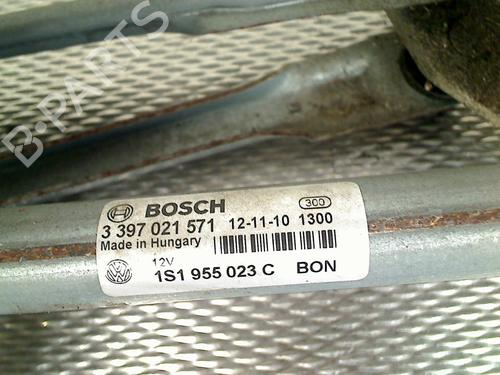 B-PARTS
BOSCH 300
3 397 021 571 12-11-10 1300
Made in Hungary
12V
1S1 955 023 C BON